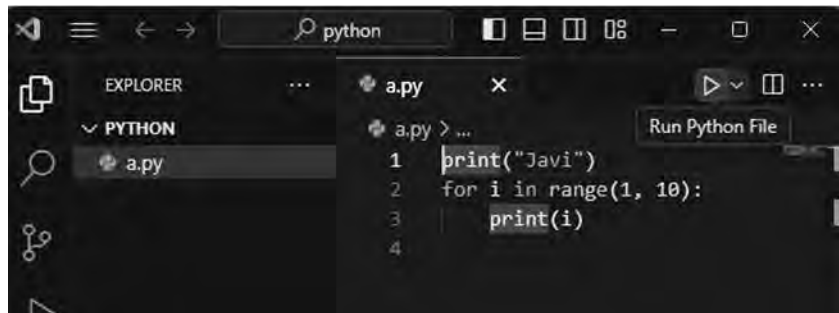 python
EXPLORER ...
a.py
PYTHON
a.py > ...
Run Python File
a.py
1 print("Javi")
2 for i in range(1, 10):
3 print(i)
4